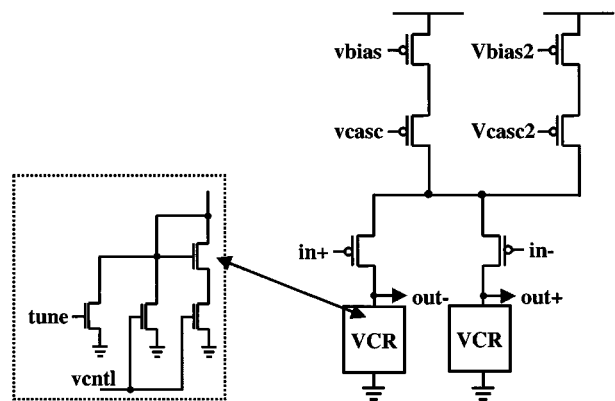 vbias
Vbias2
vcasc
Vcasc2
in+
in-
tune
out-
out+
VCR
VCR
vcntl